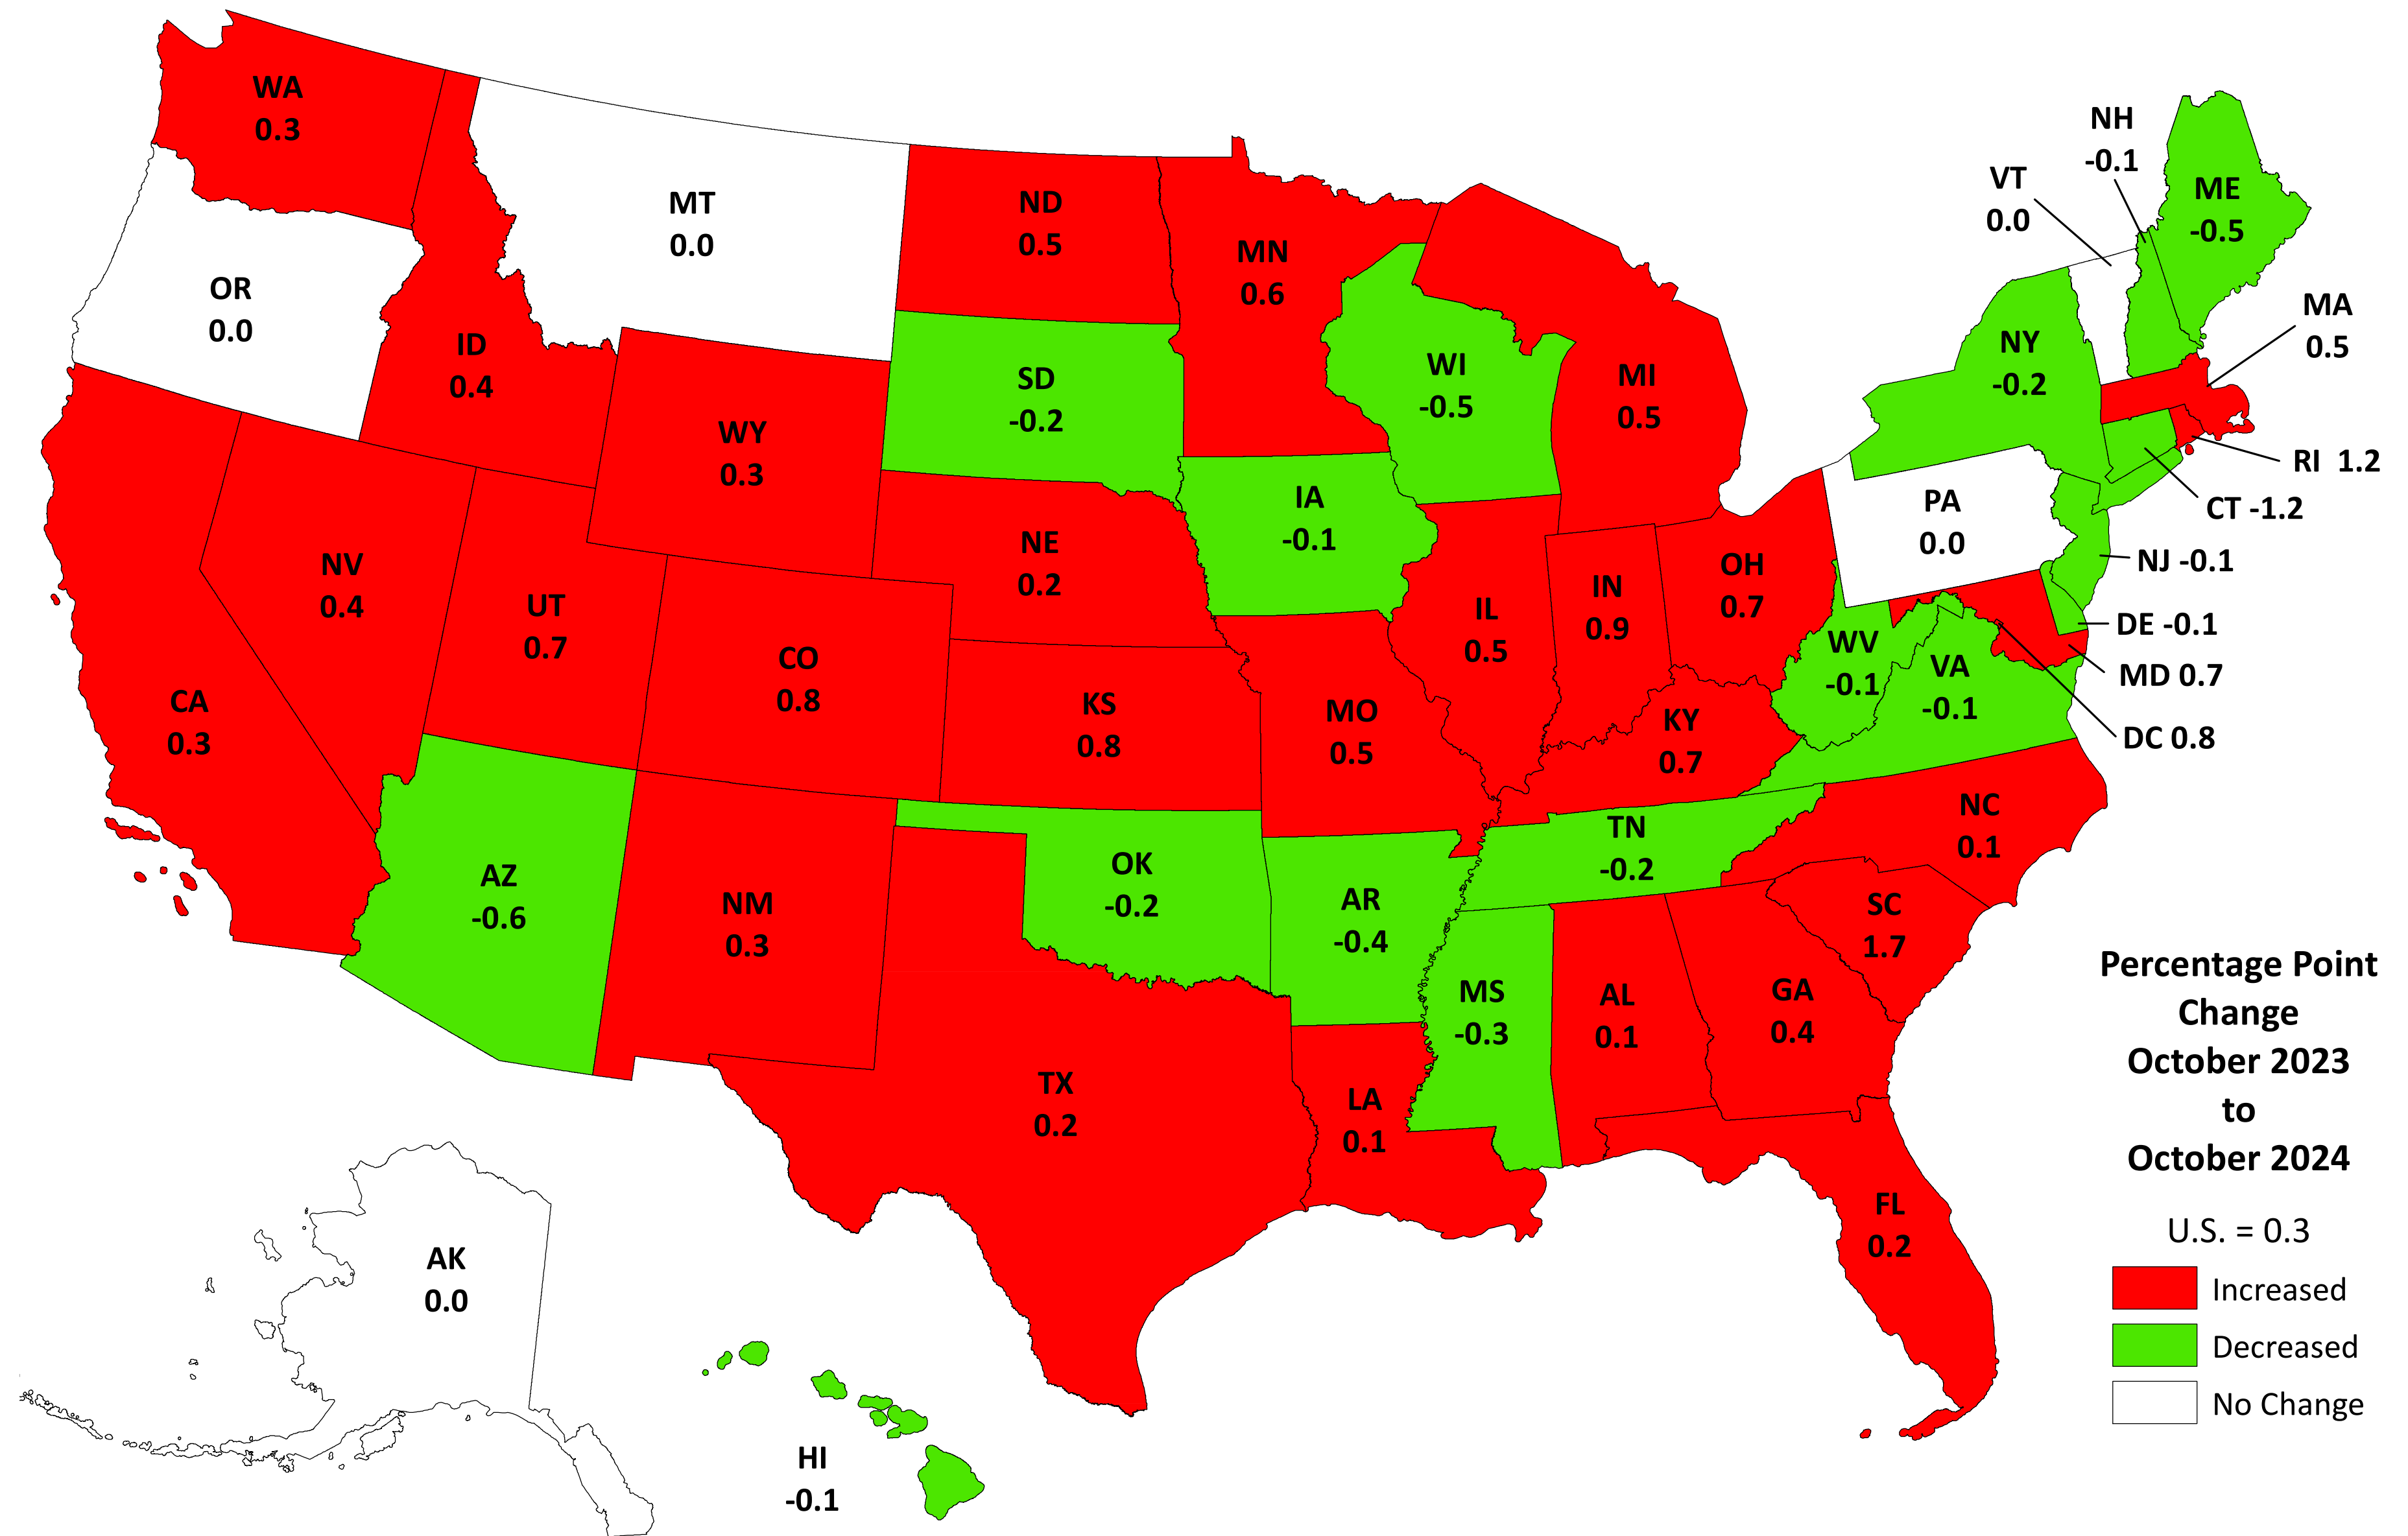 WA
0.3
OR
0.0
CA
0.3
NV
0.4
ID
0.4
MT
0.0
WY
0.3
UT
0.7
CO
0.8
AZ
-0.6
NM
0.3
ND
0.5
SD
-0.2
NE
0.2
KS
0.8
OK
-0.2
TX
0.2
MN
0.6
IA
-0.1
MO
0.5
AR
-0.4
LA
0.1
WI
-0.5
IL
0.5
MI
0.5
IN
0.9
OH
0.7
KY
0.7
TN
-0.2
MS
-0.3
AL
0.1
GA
0.4
FL
0.2
SC
1.7
NC
0.1
WV
-0.1
VA
-0.1
PA
0.0
NY
-0.2
VT
0.0
NH
-0.1
ME
-0.5
MA
0.5
RI 1.2
CT -1.2
NJ -0.1
DE -0.1
MD 0.7
DC 0.8
AK
0.0
HI
-0.1
Percentage Point
Change
October 2023
to
October 2024
U.S. = 0.3
Increased
Decreased
No Change